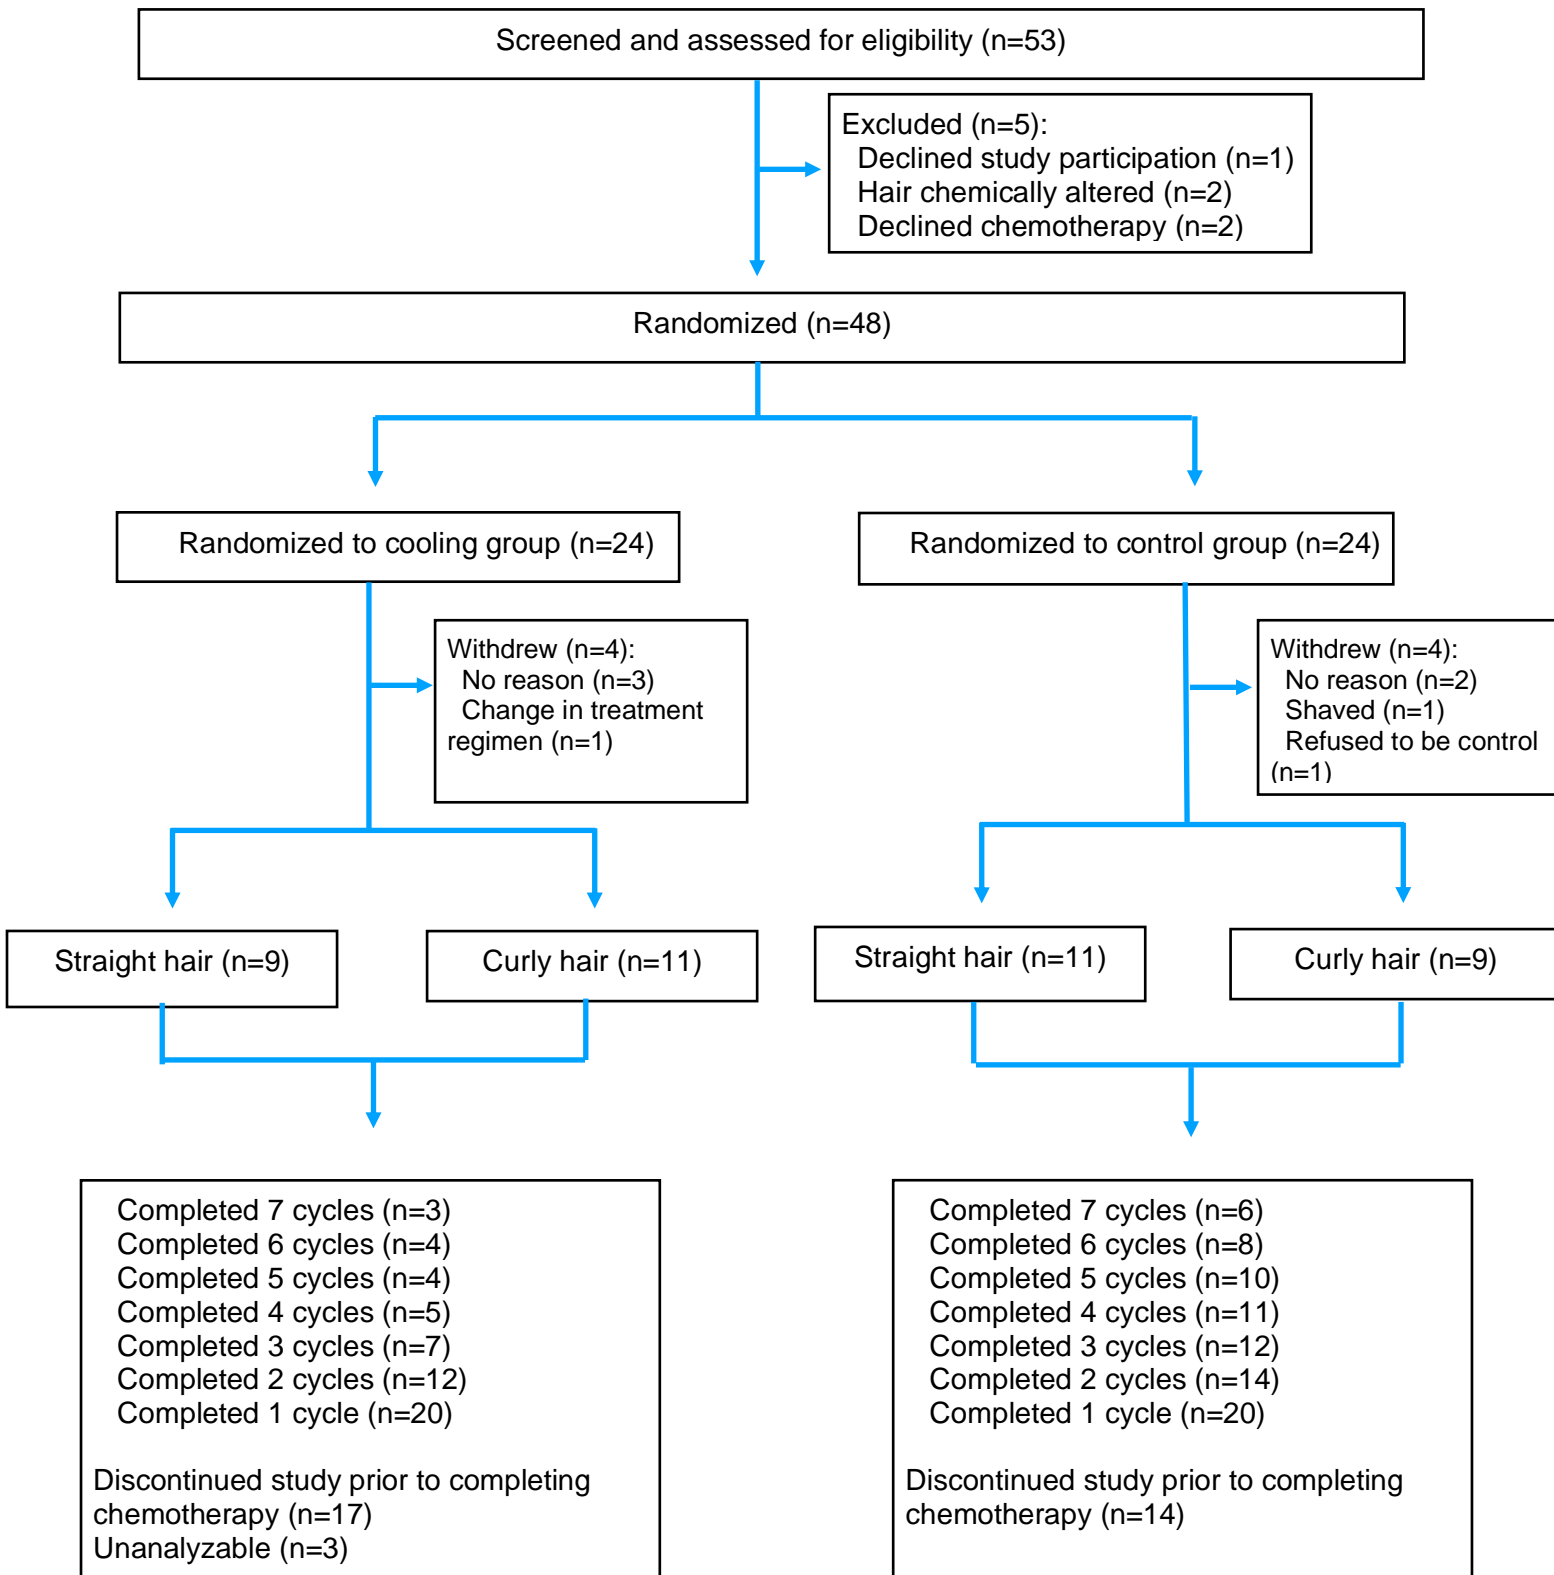 Screened and assessed for eligibility (n=53)
Excluded (n=5):
Declined study participation (n=1)
Hair chemically altered (n=2)
Declined chemotherapy (n=2)
Randomized (n=48)
Randomized to cooling group (n=24)
Randomized to control group (n=24)
Withdrew (n=4):
No reason (n=3)
Change in treatment
regimen (n=1)
Withdrew (n=4):
No reason (n=2)
Shaved (n=1)
Refused to be control
(n=1)
Straight hair (n=9)
Curly hair (n=11)
Straight hair (n=11)
Curly hair (n=9)
Completed 7 cycles (n=3)
Completed 6 cycles (n=4)
Completed 5 cycles (n=4)
Completed 4 cycles (n=5)
Completed 3 cycles (n=7)
Completed 2 cycles (n=12)
Completed 1 cycle (n=20)
Discontinued study prior to completing
chemotherapy (n=17)
Unanalyzable (n=3)
Completed 7 cycles (n=6)
Completed 6 cycles (n=8)
Completed 5 cycles (n=10)
Completed 4 cycles (n=11)
Completed 3 cycles (n=12)
Completed 2 cycles (n=14)
Completed 1 cycle (n=20)
Discontinued study prior to completing
chemotherapy (n=14)